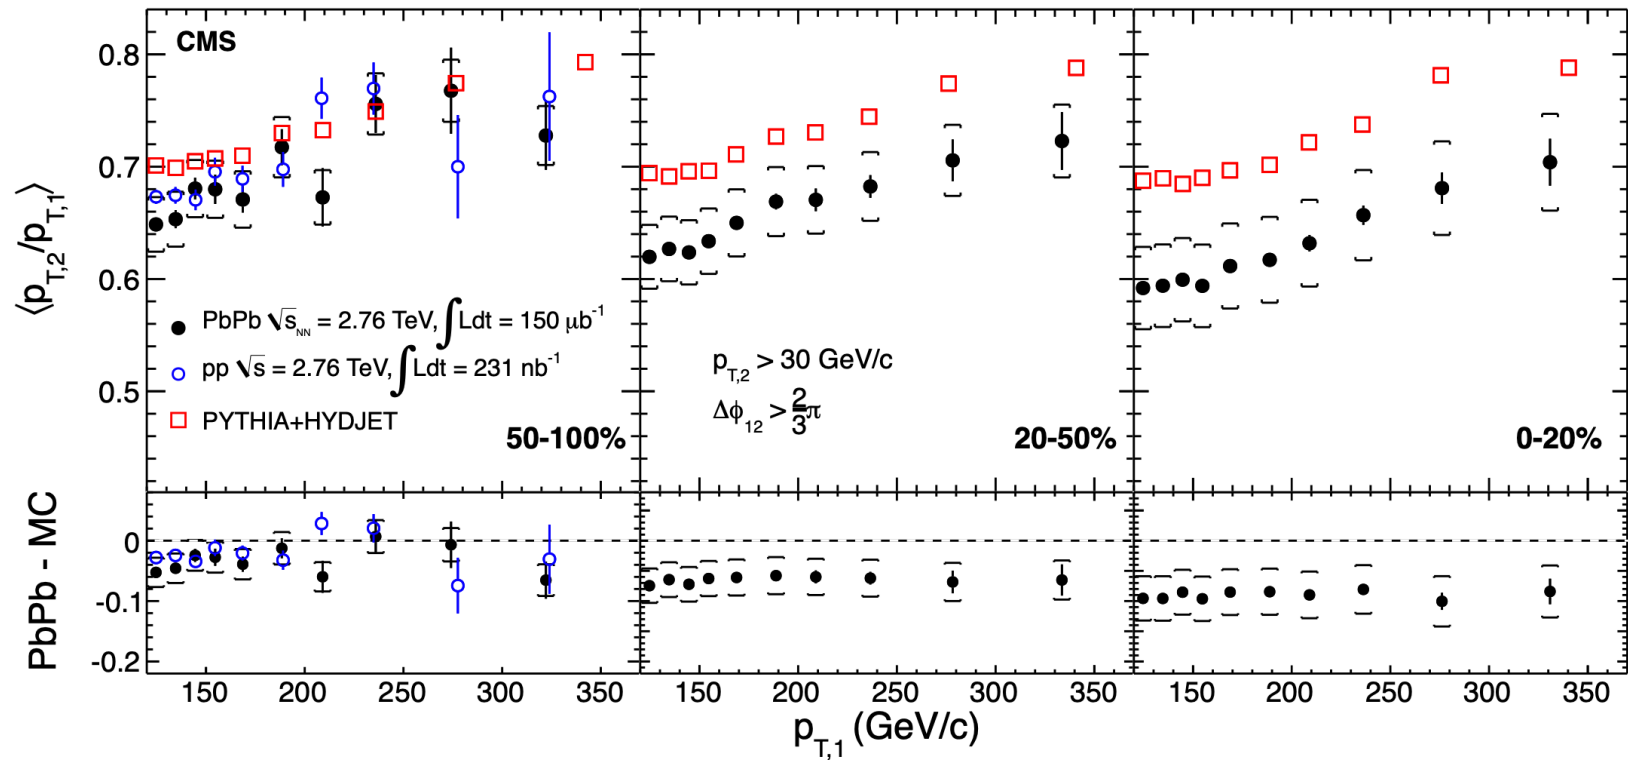 CMS
⟨p_T,2/p_T,1⟩
0.8
0.7
0.6
0.5
PbPb √s_NN = 2.76 TeV, ∫Ldt = 150 μb⁻¹
pp √s = 2.76 TeV, ∫Ldt = 231 nb⁻¹
PYTHIA+HYDJET
50-100%
p_T,2 > 30 GeV/c
Δϕ_12 > 2/3 π
20-50%
0-20%
PbPb - MC
0
-0.1
-0.2
150 200 250 300 350
150 200 250 300 350
150 200 250 300 350
p_T,1 (GeV/c)